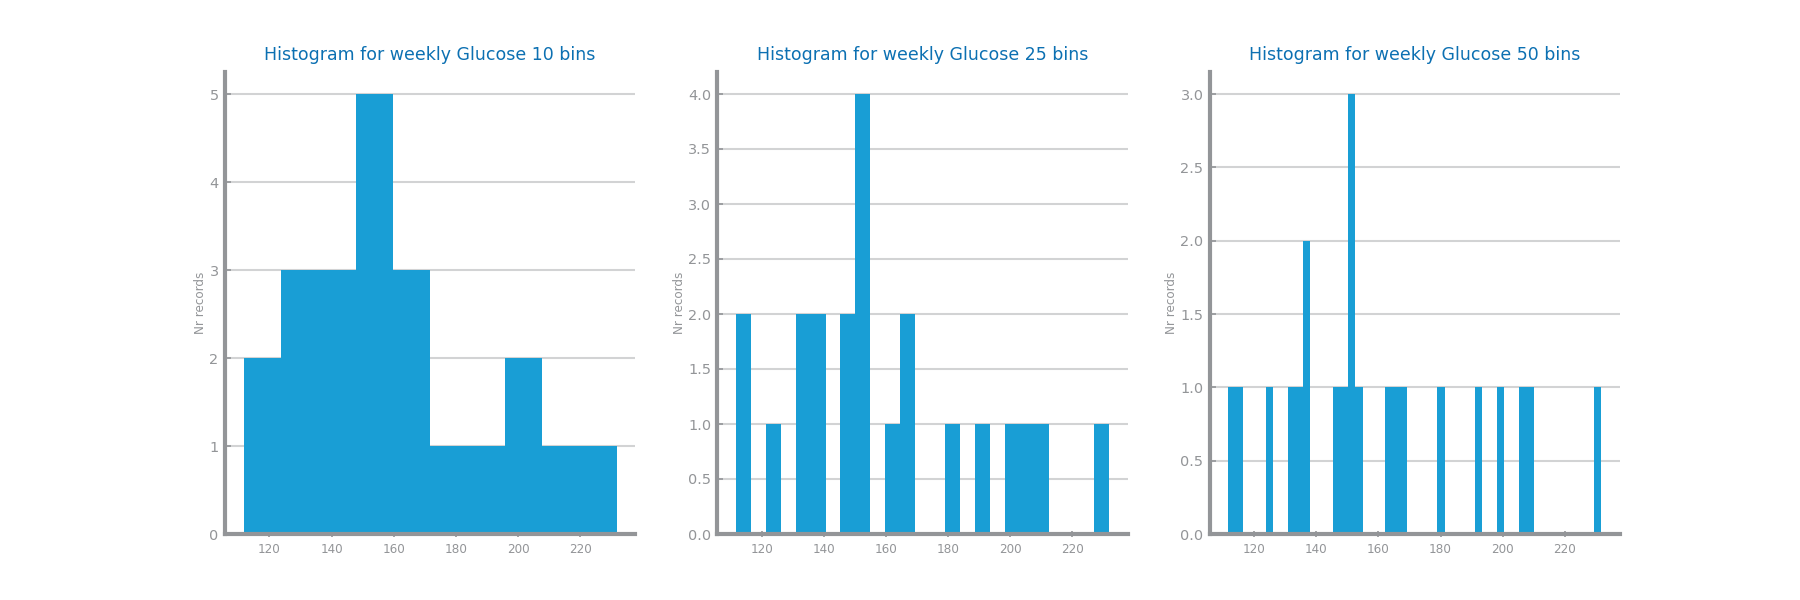 Histogram for weekly Glucose 10 bins
Nr records
5
4
3
2
1
0
120 140 160 180 200 220
Histogram for weekly Glucose 25 bins
Nr records
4.0
3.5
3.0
2.5
2.0
1.5
1.0
0.5
0.0
120 140 160 180 200 220
Histogram for weekly Glucose 50 bins
Nr records
3.0
2.5
2.0
1.5
1.0
0.5
0.0
120 140 160 180 200 220